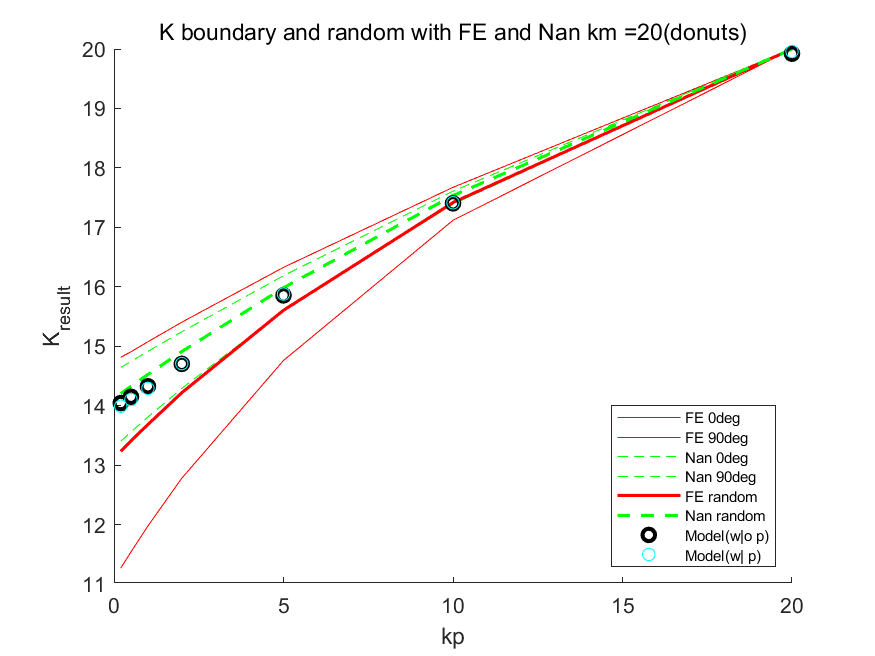 K boundary and random with FE and Nan km =20(donuts)
20
19
18
17
16
15
14
13
12
11
K_result
0
5
10
15
20
kp
FE 0deg
FE 90deg
Nan 0deg
Nan 90deg
FE random
Nan random
Model(w|o p)
Model(w| p)